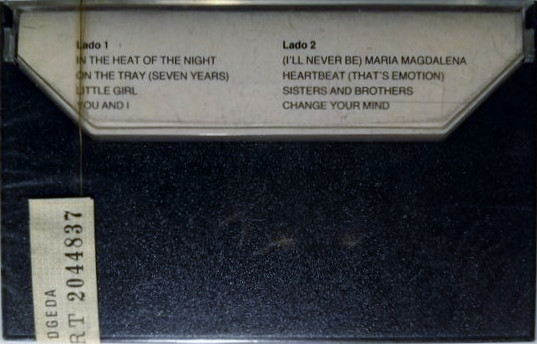 Lado 1
IN THE HEAT OF THE NIGHT
ON THE TRAY (SEVEN YEARS)
LITTLE GIRL
YOU AND I
Lado 2
(I'LL NEVER BE) MARIA MAGDALENA
HEARTBEAT (THAT'S EMOTION)
SISTERS AND BROTHERS
CHANGE YOUR MIND
DGEDA
RT 2044837